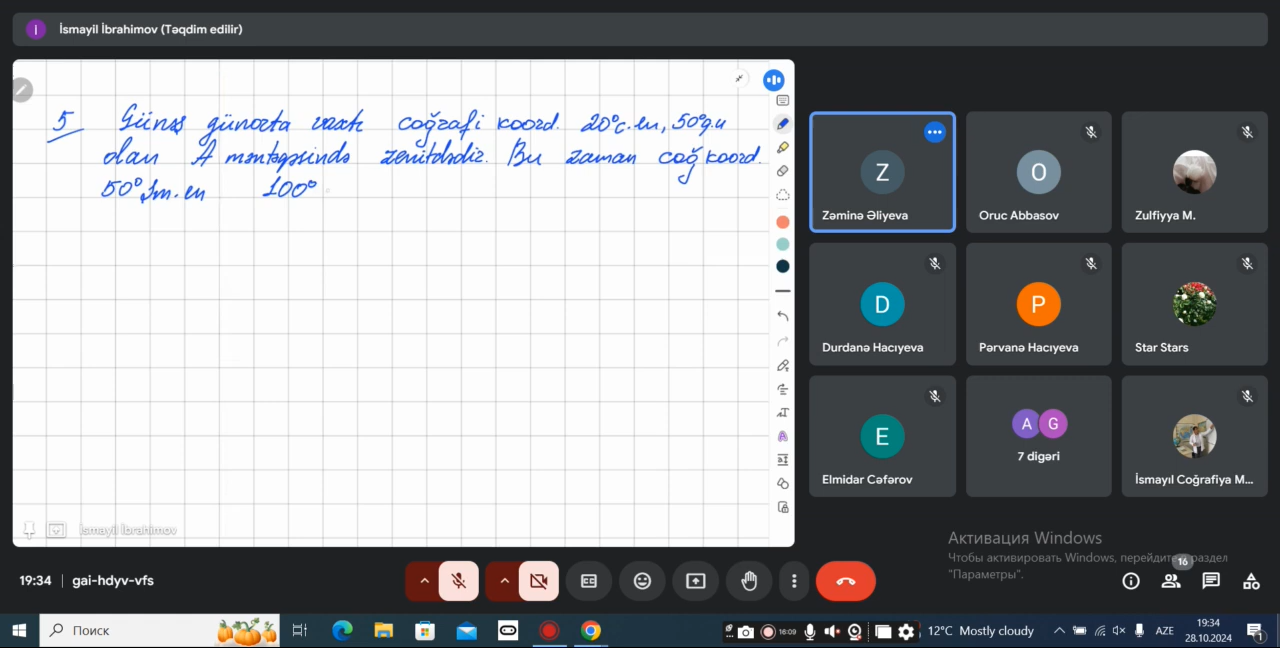 İsmayil İbrahimov (Təqdim edilir)
5 Günəş günorta vaxtı coğrafi koord. 20°c.en, 50°ş.u
olan A məntəqəsində zenitdədir. Bu zaman coğ koord.
50°Şm.en 100°
İsmayil İbrahimov
Zəminə Əliyeva
Oruc Abbasov
Zulfiyya M.
Durdanə Hacıyeva
Pərvanə Hacıyeva
Star Stars
Elmidar Cəfərov
7 digəri
İsmayıl Coğrafiya M...
Активация Windows
Чтобы активировать Windows, перейдите раздел
"Параметры".
19:34 | gai-hdyv-vfs
16
Поиск
16:09
12°C Mostly cloudy
AZE
19:34
28.10.2024